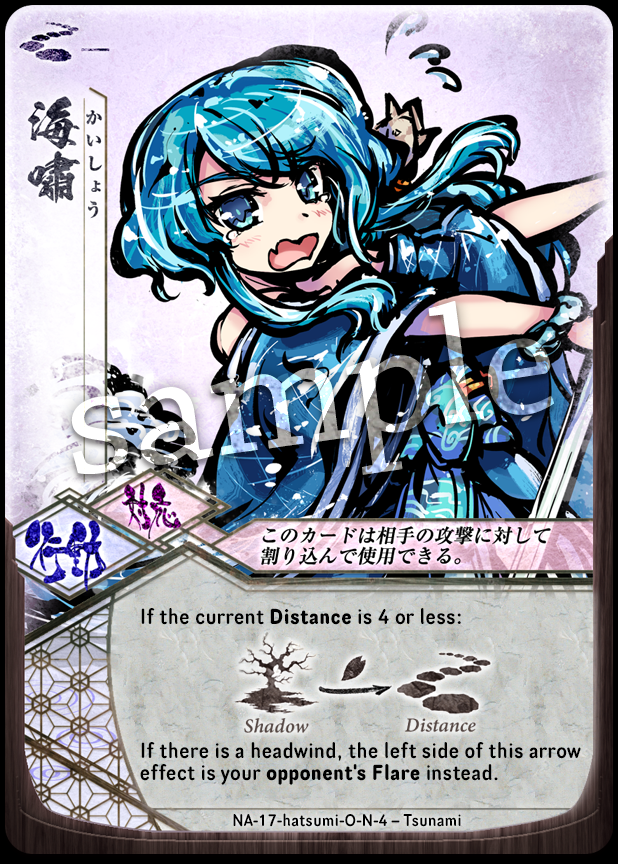 海嘯
かいしょう
sample
対応
行動
このカードは相手の攻撃に対して
割り込んで使用できる。
If the current Distance is 4 or less:
Shadow
Distance
If there is a headwind, the left side of this arrow
effect is your opponent's Flare instead.
NA-17-hatsumi-O-N-4 – Tsunami